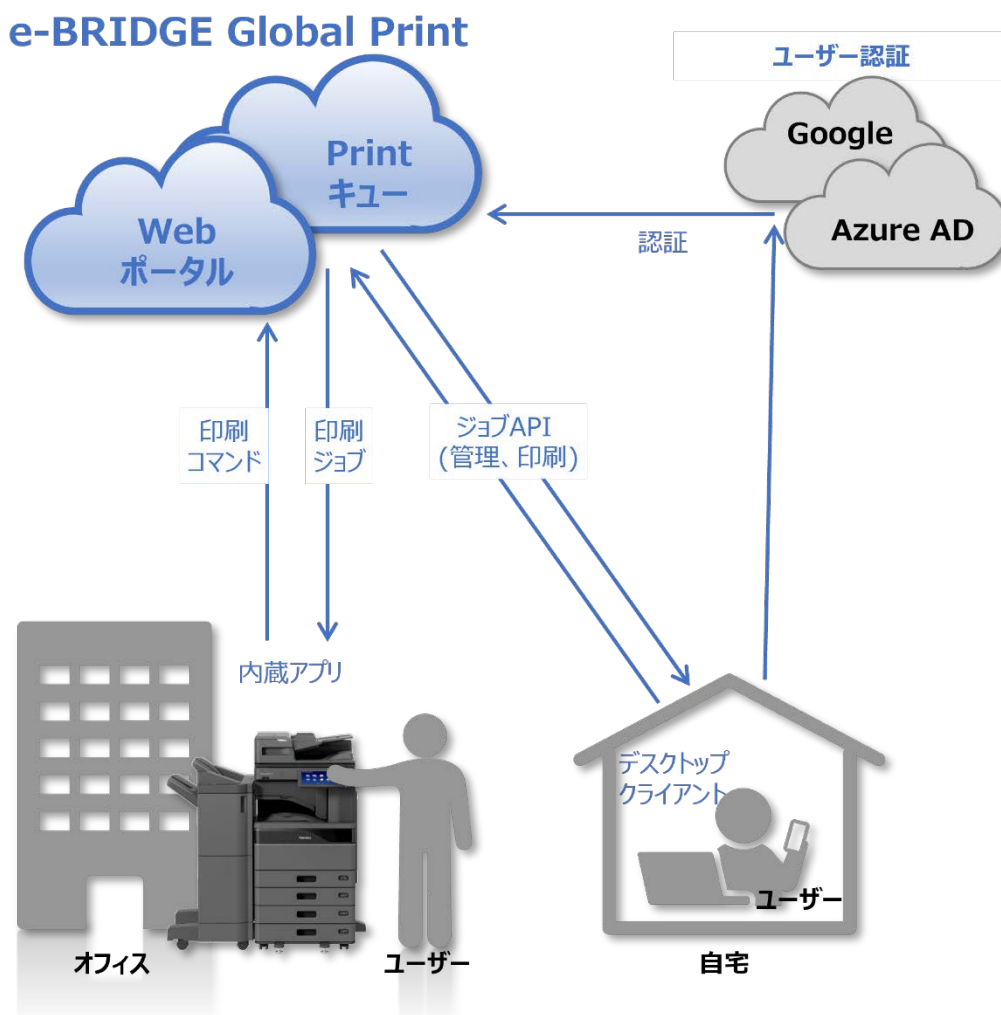 e-BRIDGE Global Print
ユーザー認証
Google
Azure AD
Print
キュー
Web
ポータル
認証
印刷
コマンド
印刷
ジョブ
ジョブAPI
(管理、印刷)
内蔵アプリ
デスクトップ
クライアント
ユーザー
オフィス
ユーザー
自宅